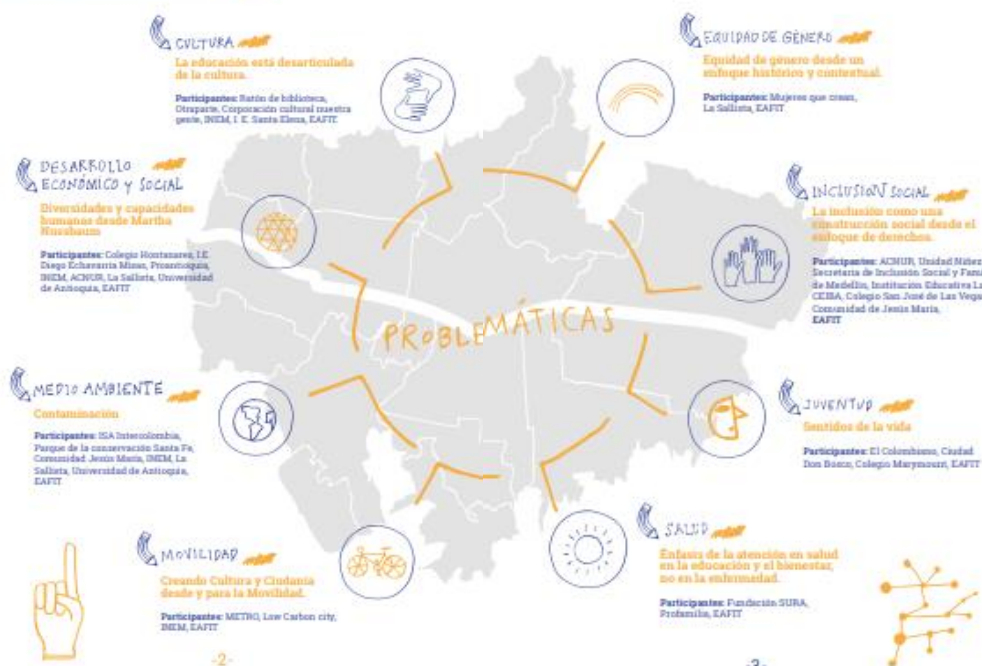 CULTURA
La educación está desarticulada
de la cultura.
Participantes: Ratón de biblioteca,
Otraparte, Corporación cultural nuestra
gente, INEM, I. E. Santa Elena, EAFIT
EQUIDAD DE GÉNERO
Equidad de género desde un
enfoque histórico y contextual.
Participantes: Mujeres que crean,
La Sallista, EAFIT
DESARROLLO
ECONÓMICO y SOCIAL
Diversidades y capacidades
humanas desde Martha
Nussbaum
Participantes: Colegio Hontanares, I.E.
Diego Echavarria Misas, Proantioquia,
INEM, ACNUR, La Sallista, Universidad
de Antioquia, EAFIT
INCLUSIÓN SOCIAL
La inclusión como una
construcción social desde el
enfoque de derechos.
Participantes: ACNUR, Unidad Niñez
Secretaria de Inclusión Social y Fami
de Medellín, Institución Educativa La
CEIBA, Colegio San José de Las Vega
Comunidad de Jesús María,
EAFIT
PROBLEMÁTICAS
MEDIO AMBIENTE
Contaminación
Participantes: ISA Intercolombia,
Parque de la conservación Santa Fe,
Comunidad Jesús María, INEM, La
Sallista, Universidad de Antioquia,
EAFIT
JUVENTUD
Sentidos de la vida
Participantes: El Colombiano, Ciudad
Don Bosco, Colegio Marymount, EAFIT
MOVILIDAD
Creando Cultura y Ciudanía
desde y para la Movilidad.
Participantes: METRO, Low Carbon city,
INEM, EAFIT
SALUD
Énfasis de la atención en salud
en la educación y el bienestar,
no en la enfermedad.
Participantes: Fundación SURA,
Profamilia, EAFIT
-2-
-3-